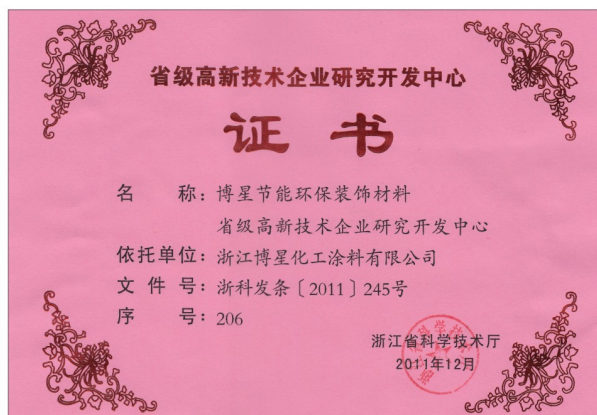 省级高新技术企业研究开发中心
证书
名 称：博星节能环保装饰材料
省级高新技术企业研究开发中心
依托单位：浙江博星化工涂料有限公司
文 件 号：浙科发条〔2011〕245号
序 号：206
浙江省科学技术厅
2011年12月